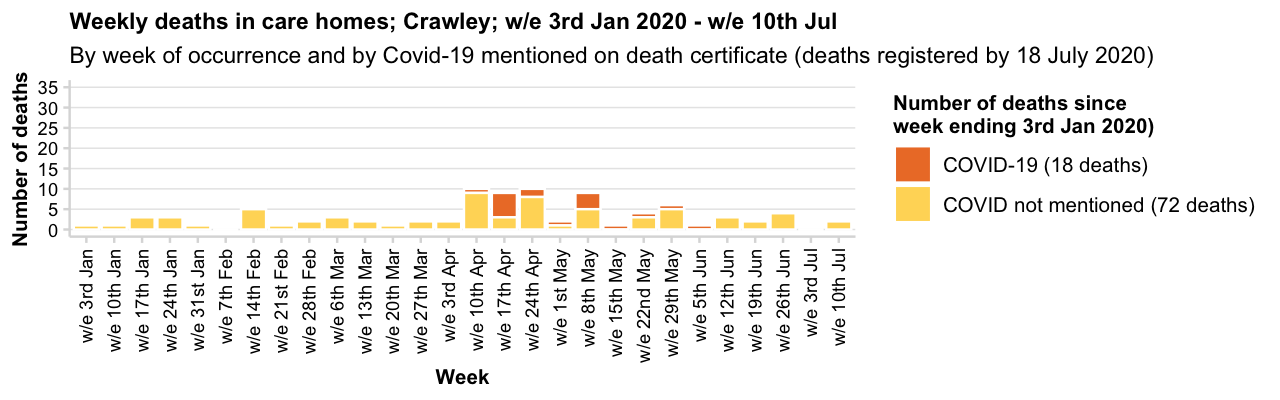 Weekly deaths in care homes; Crawley; w/e 3rd Jan 2020 - w/e 10th Jul
By week of occurrence and by Covid-19 mentioned on death certificate (deaths registered by 18 July 2020)
Number of deaths
35
30
25
20
15
10
5
0
w/e 3rd Jan
w/e 10th Jan
w/e 17th Jan
w/e 24th Jan
w/e 31st Jan
w/e 7th Feb
w/e 14th Feb
w/e 21st Feb
w/e 28th Feb
w/e 6th Mar
w/e 13th Mar
w/e 20th Mar
w/e 27th Mar
w/e 3rd Apr
w/e 10th Apr
w/e 17th Apr
w/e 24th Apr
w/e 1st May
w/e 8th May
w/e 15th May
w/e 22nd May
w/e 29th May
w/e 5th Jun
w/e 12th Jun
w/e 19th Jun
w/e 26th Jun
w/e 3rd Jul
w/e 10th Jul
Week
Number of deaths since
week ending 3rd Jan 2020)
COVID-19 (18 deaths)
COVID not mentioned (72 deaths)